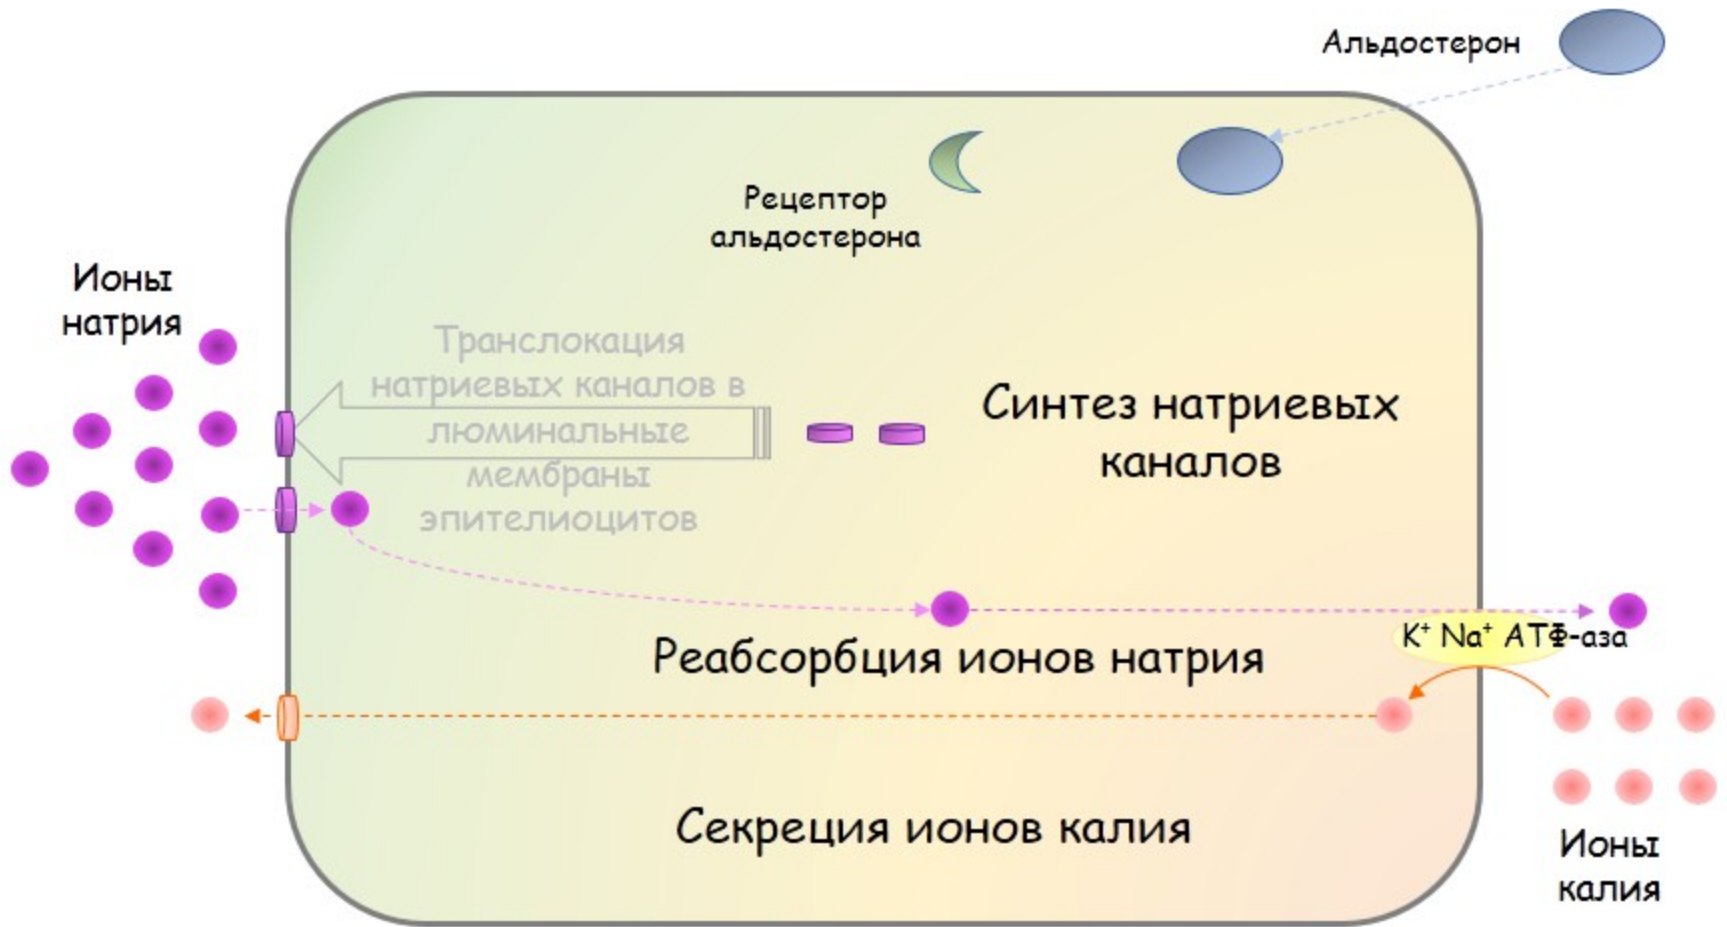 Альдостерон
Рецептор
альдостерона
Ионы
натрия
Транслокация
натриевых каналов в
люминальные
мембраны
эпителиоцитов
Синтез натриевых
каналов
K⁺ Na⁺ АТФ-аза
Реабсорбция ионов натрия
Секреция ионов калия
Ионы
калия